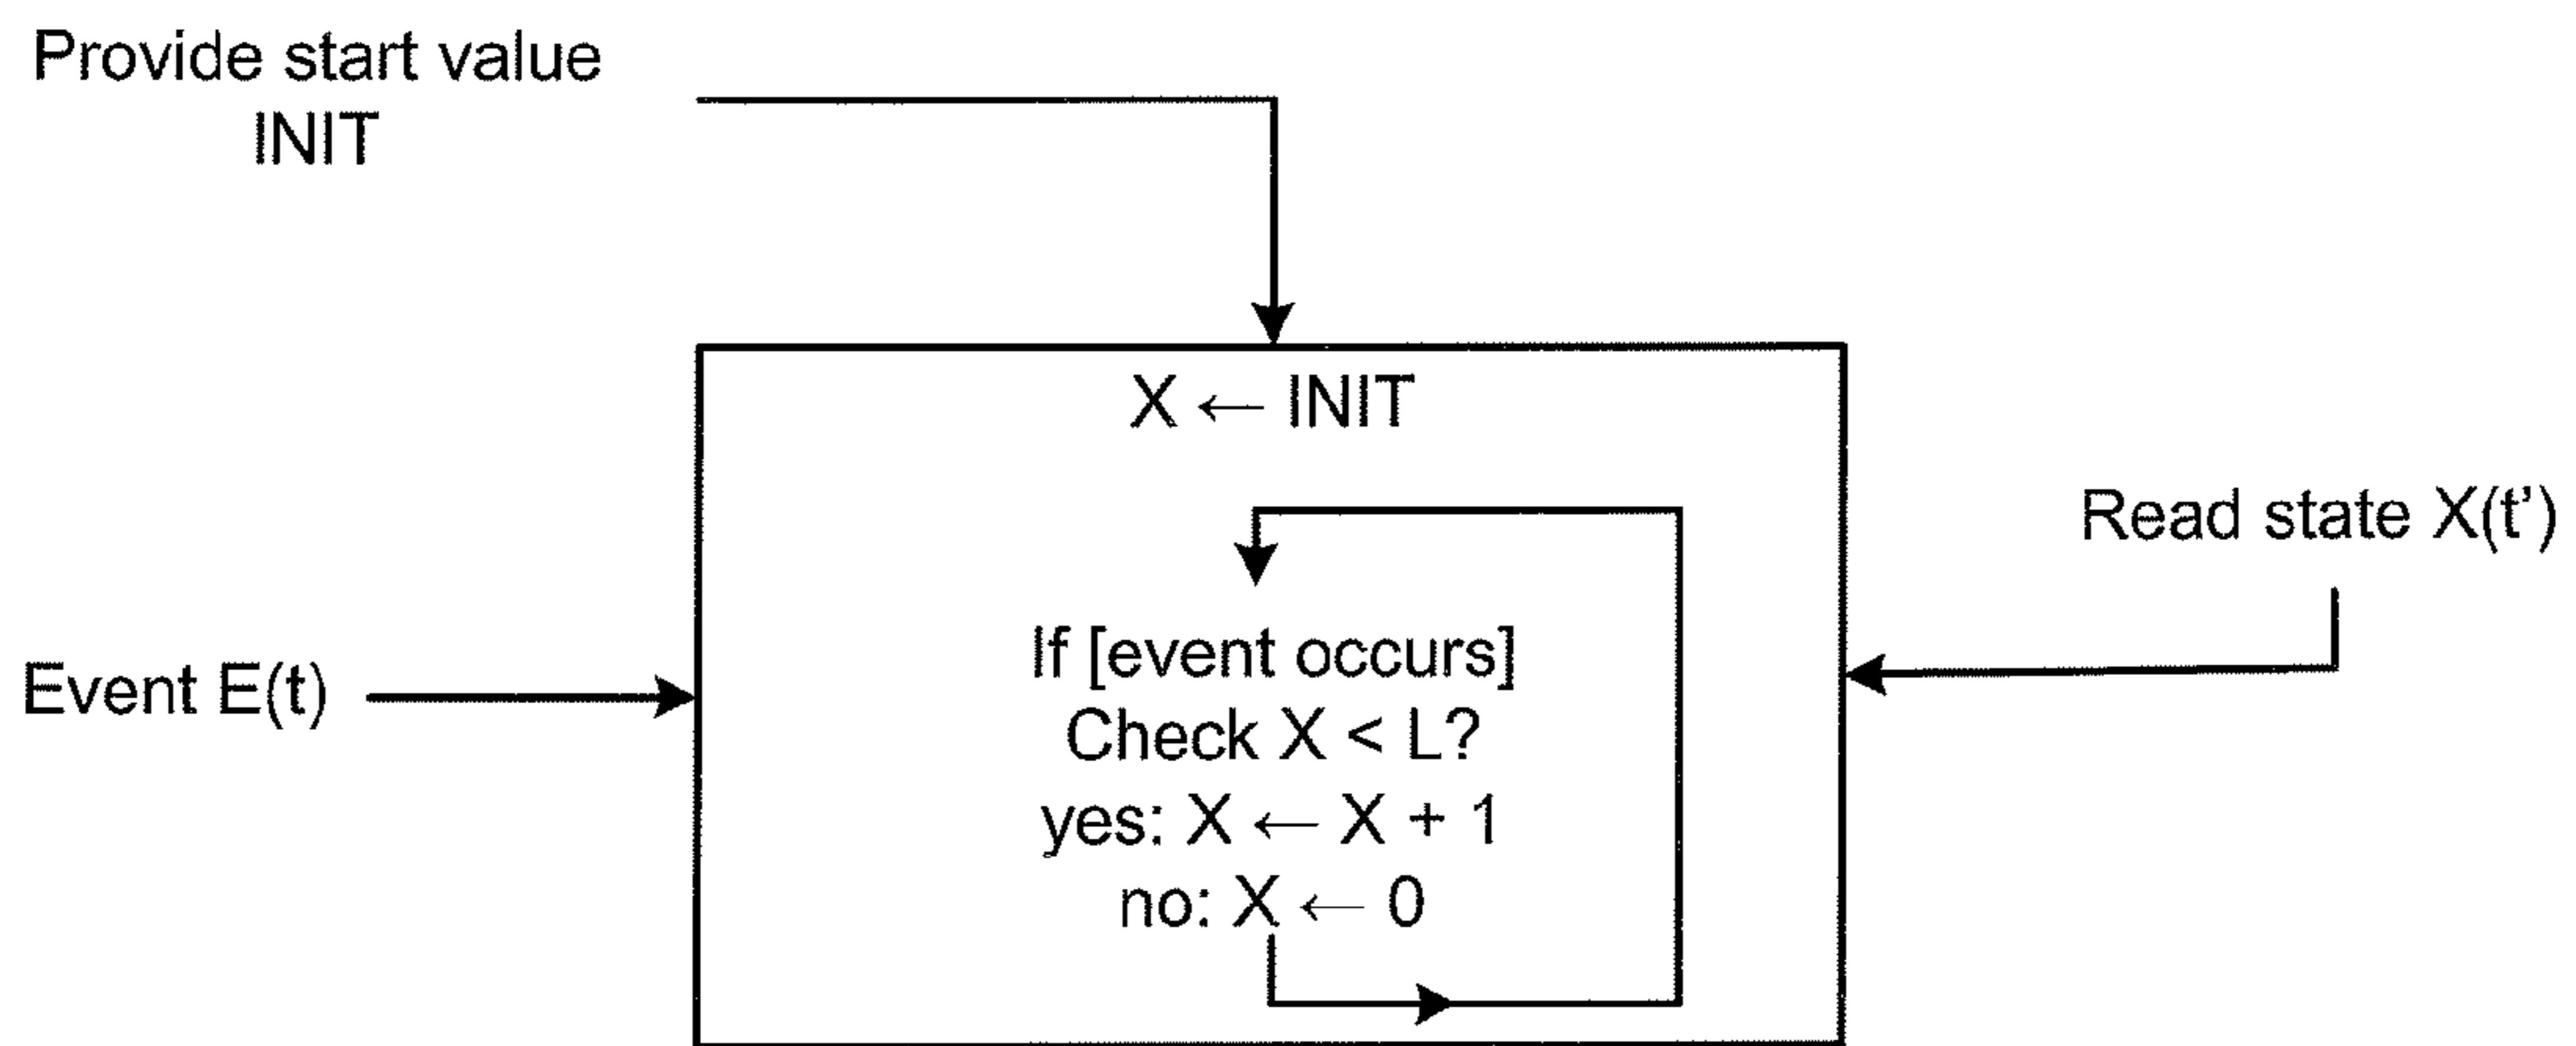 Provide start value
INIT
X ← INIT
Read state X(t’)
Event E(t)
If [event occurs]
Check X < L?
yes: X ← X + 1
no: X ← 0